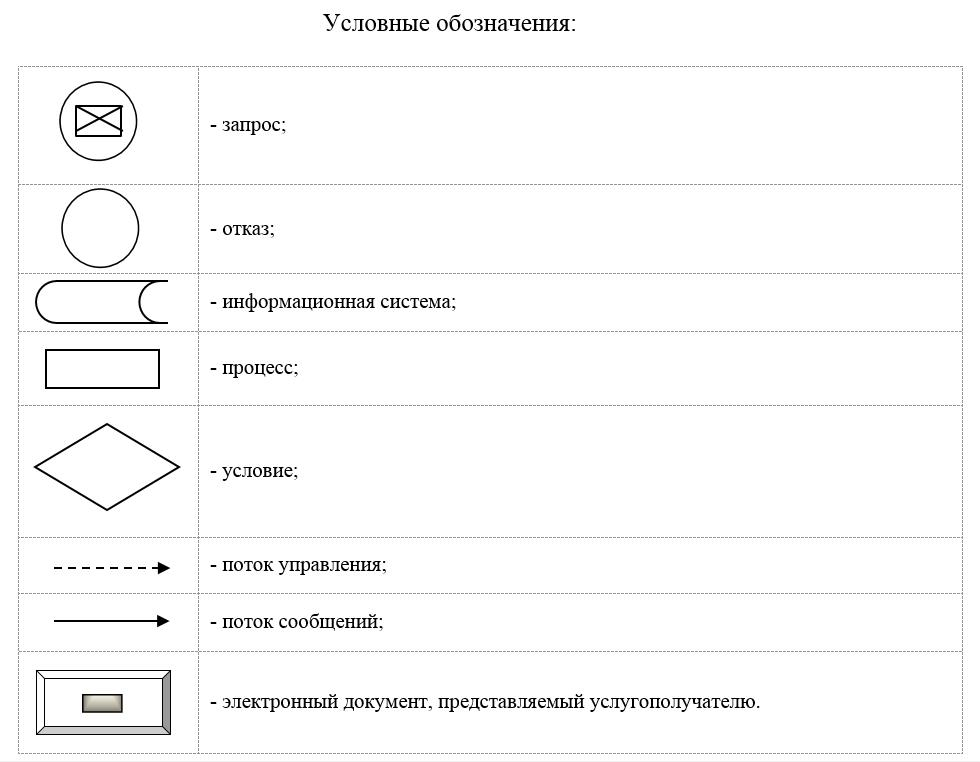 Условные обозначения:
- запрос;
- отказ;
- информационная система;
- процесс;
- условие;
- поток управления;
- поток сообщений;
- электронный документ, представляемый услугополучателю.